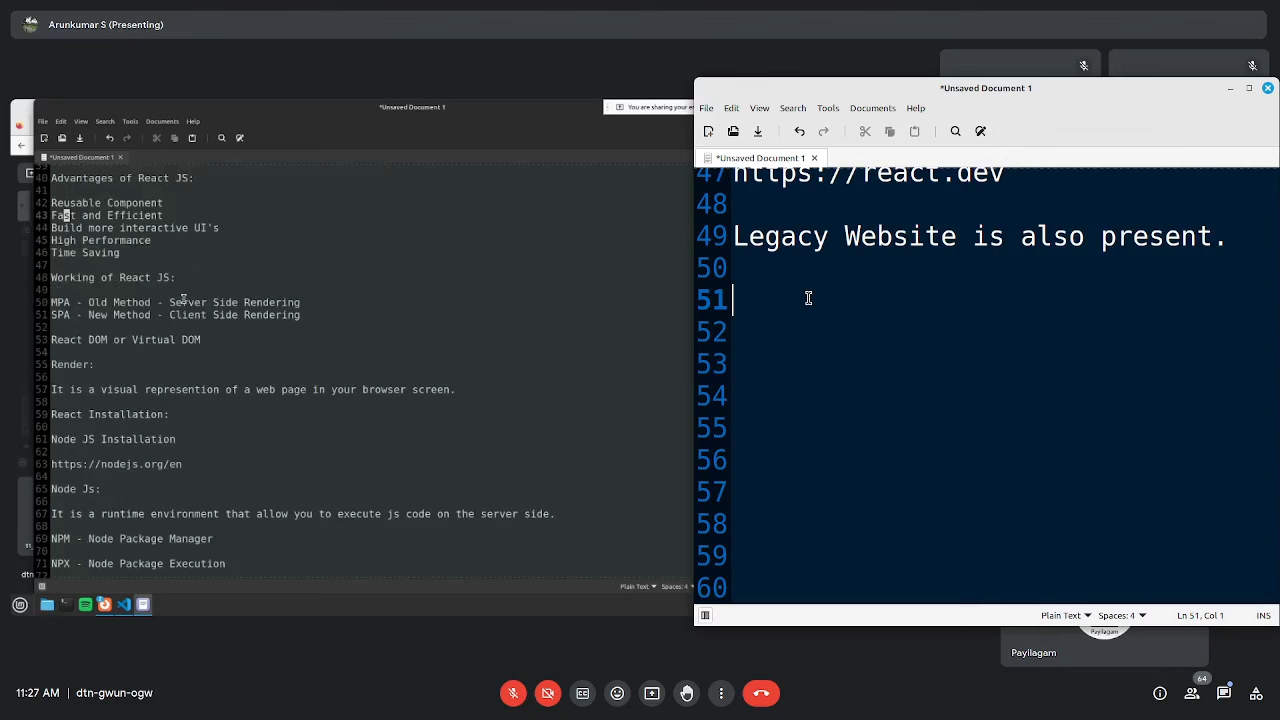 Arunkumar S (Presenting)
*Unsaved Document 1
You are sharing your e
File Edit View Search Tools Documents Help
*Unsaved Document 1
40 Advantages of React JS:
41
42 Reusable Component
43 Fast and Efficient
44 Build more interactive UI's
45 High Performance
46 Time Saving
47
48 Working of React JS:
49
50 MPA - Old Method - Server Side Rendering
51 SPA - New Method - Client Side Rendering
52
53 React DOM or Virtual DOM
54
55 Render:
56
57 It is a visual represention of a web page in your browser screen.
58
59 React Installation:
60
61 Node JS Installation
62
63 https://nodejs.org/en
64
65 Node Js:
66
67 It is a runtime environment that allow you to execute js code on the server side.
68
69 NPM - Node Package Manager
70
71 NPX - Node Package Execution
Plain Text Spaces: 4
*Unsaved Document 1
File Edit View Search Tools Documents Help
*Unsaved Document 1
47 https://react.dev
48
49 Legacy Website is also present.
50
51
52
53
54
55
56
57
58
59
60
Plain Text Spaces: 4 Ln 51, Col 1 INS
Payilagam
Payilagam
11:27 AM dtn-gwun-ogw
64